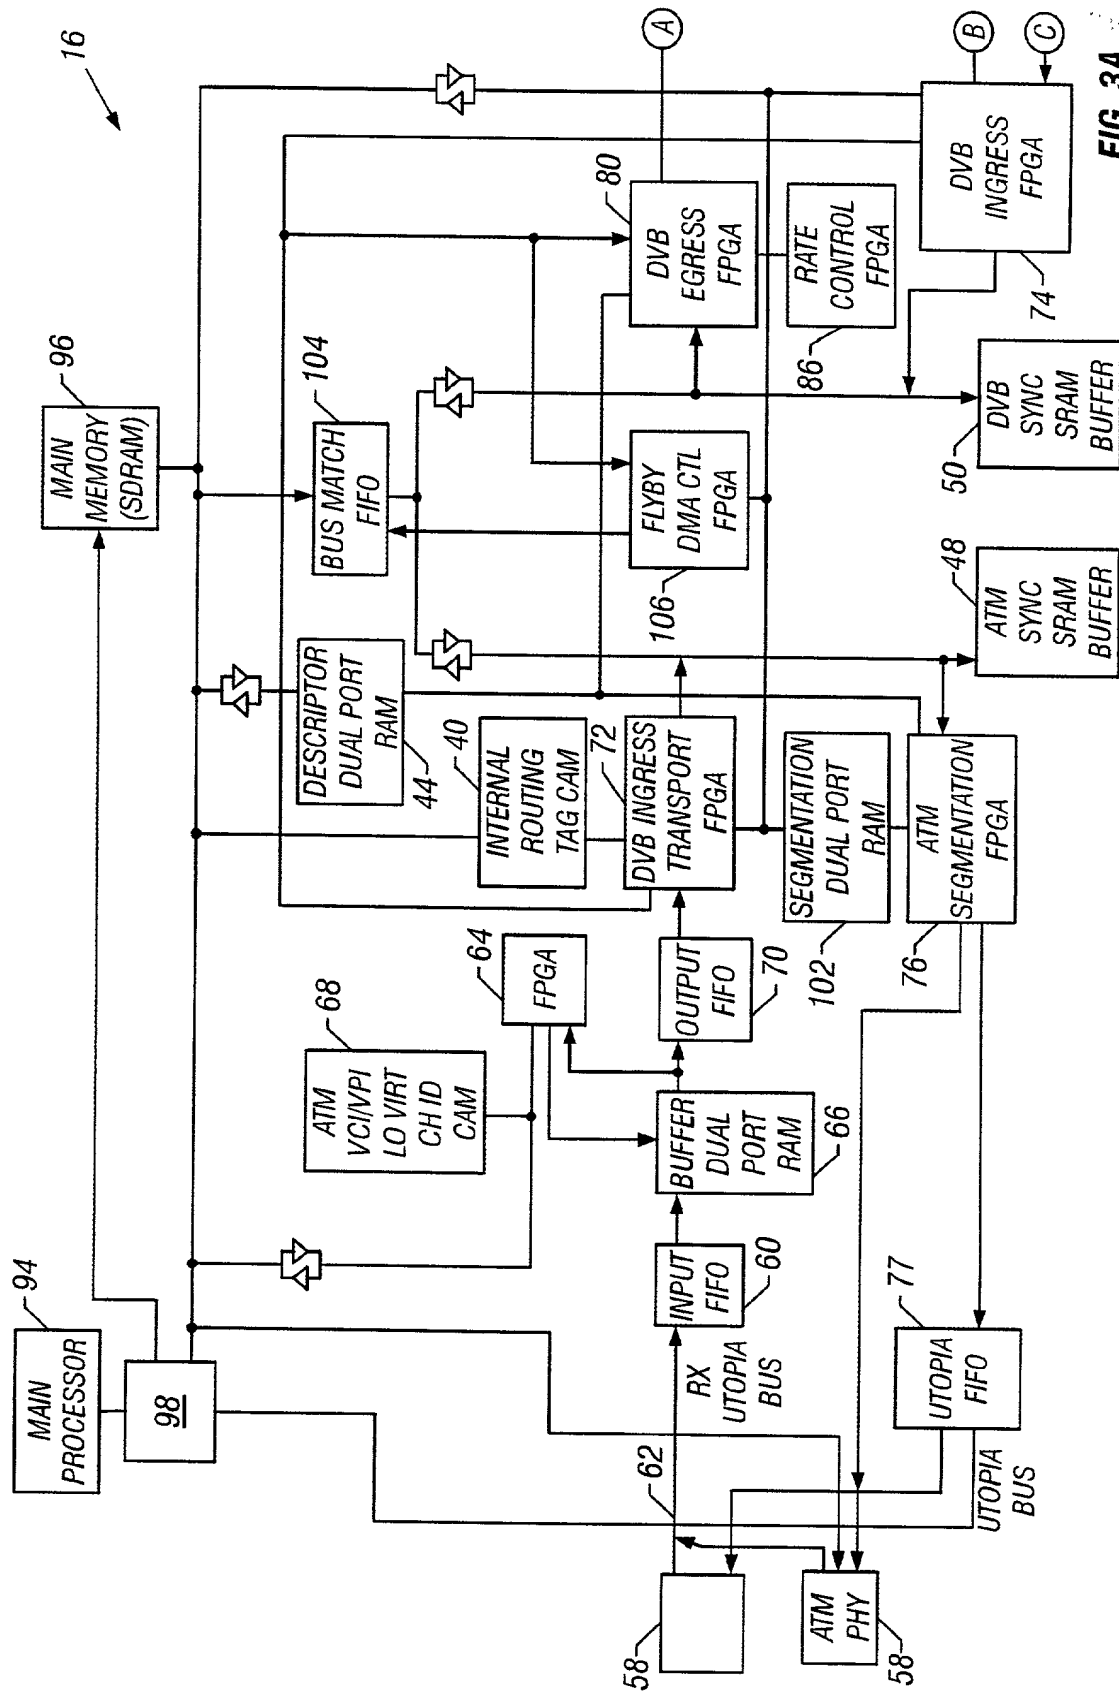 16
94
MAIN
PROCESSOR
98
96
MAIN
MEMORY
(SDRAM)
68
ATM
VCI/VPI
LO VIRT
CH ID
CAM
64
FPGA
DESCRIPTOR
DUAL PORT
RAM
44
104
BUS MATCH
FIFO
40
INTERNAL
ROUTING
TAG CAM
58
62
RX
UTOPIA
BUS
INPUT
FIFO
60
BUFFER
DUAL
PORT
RAM
66
OUTPUT
FIFO
70
72
DVB INGRESS
TRANSPORT
FPGA
106
FLYBY
DMA CTL
FPGA
80
DVB
EGRESS
FPGA
A
ATM
PHY
58
SEGMENTATION
DUAL PORT
RAM
102
86
RATE
CONTROL
FPGA
77
UTOPIA
FIFO
UTOPIA
BUS
76
ATM
SEGMENTATION
FPGA
48
ATM
SYNC
SRAM
BUFFER
50
DVB
SYNC
SRAM
BUFFER
74
DVB
INGRESS
FPGA
B
C
FIG. 3A